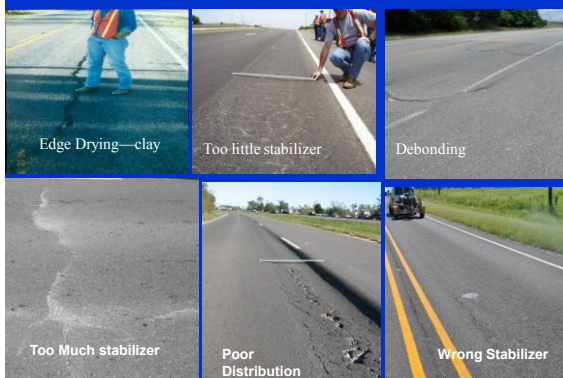 Edge Drying—clay
Too little stabilizer
Debonding
Too Much stabilizer
Poor
Distribution
Wrong Stabilizer